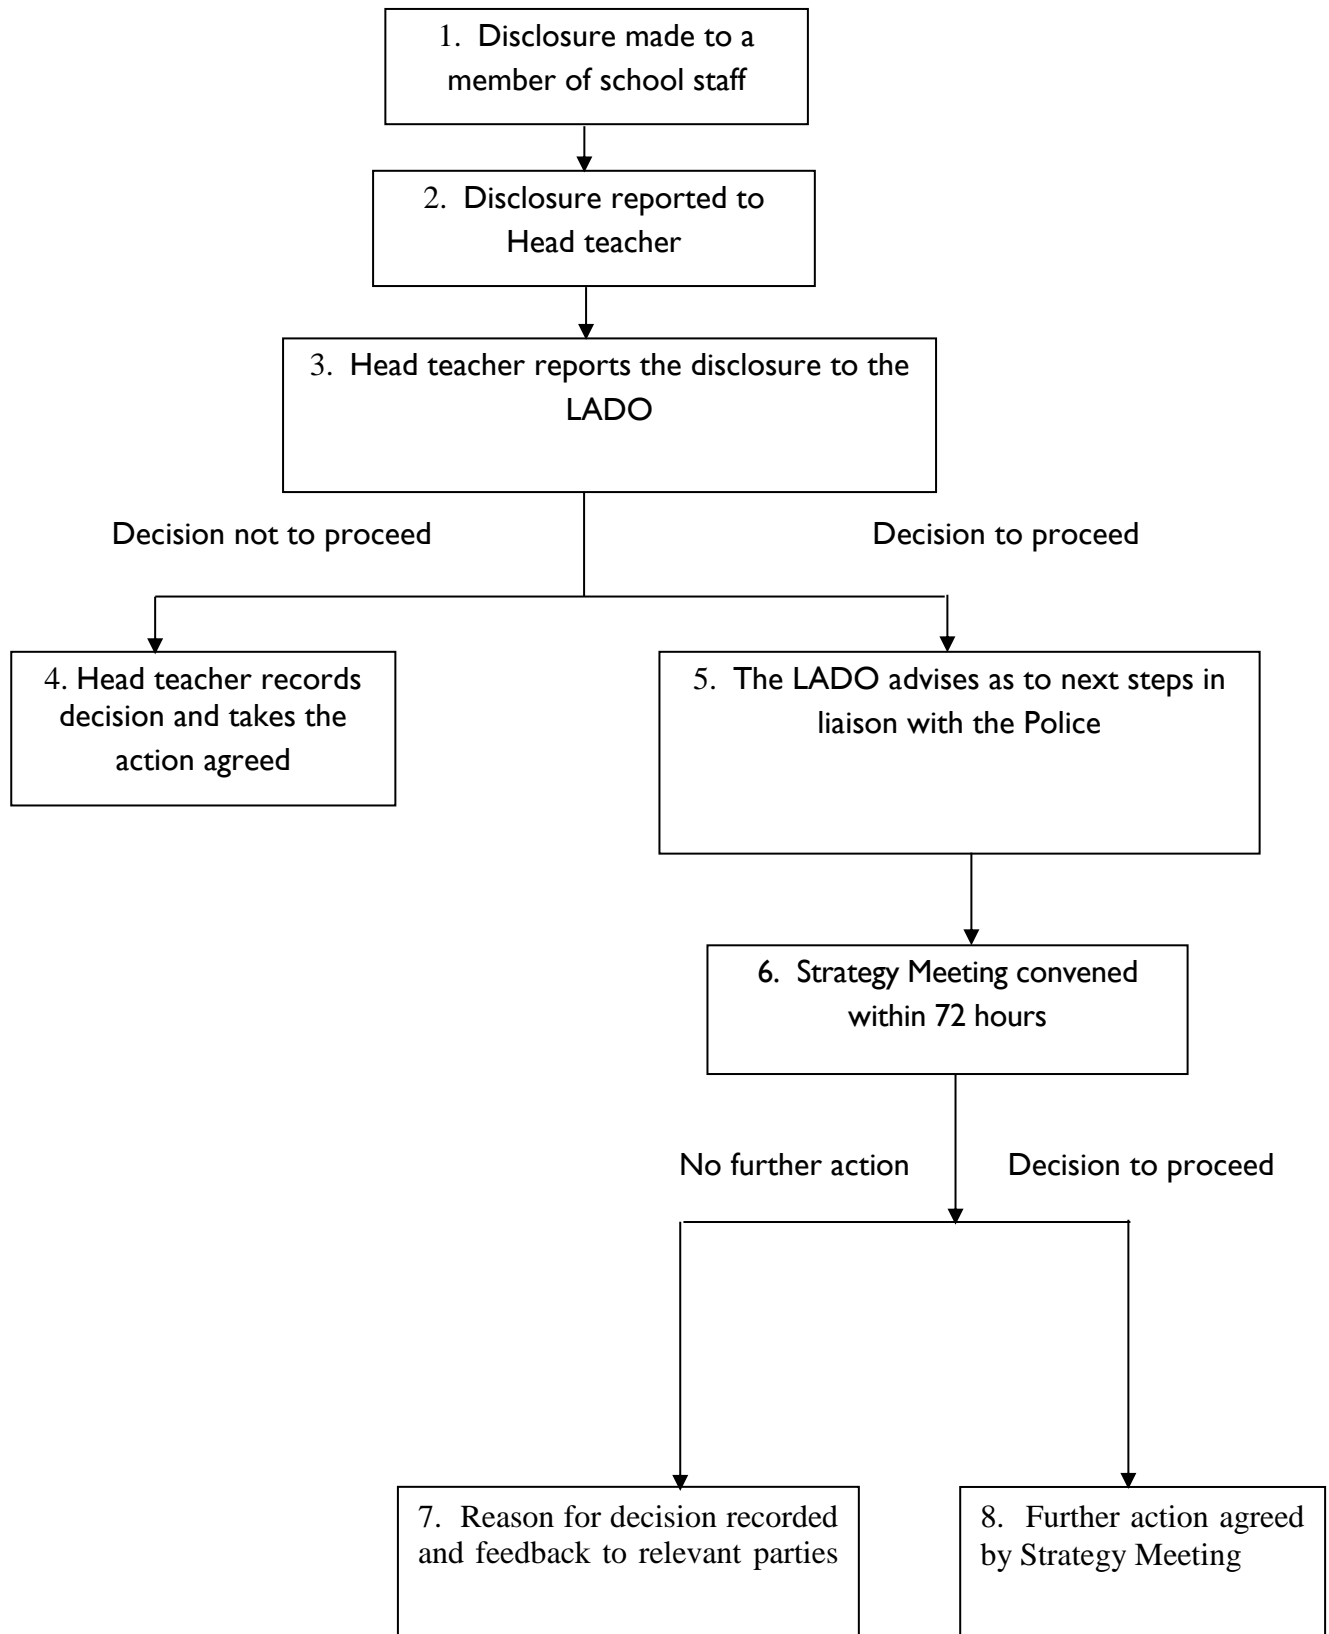 1. Disclosure made to a
member of school staff
2. Disclosure reported to
Head teacher
3. Head teacher reports the disclosure to the
LADO
Decision not to proceed
Decision to proceed
4. Head teacher records
decision and takes the
action agreed
5. The LADO advises as to next steps in
liaison with the Police
6. Strategy Meeting convened
within 72 hours
No further action
Decision to proceed
7. Reason for decision recorded
and feedback to relevant parties
8. Further action agreed
by Strategy Meeting